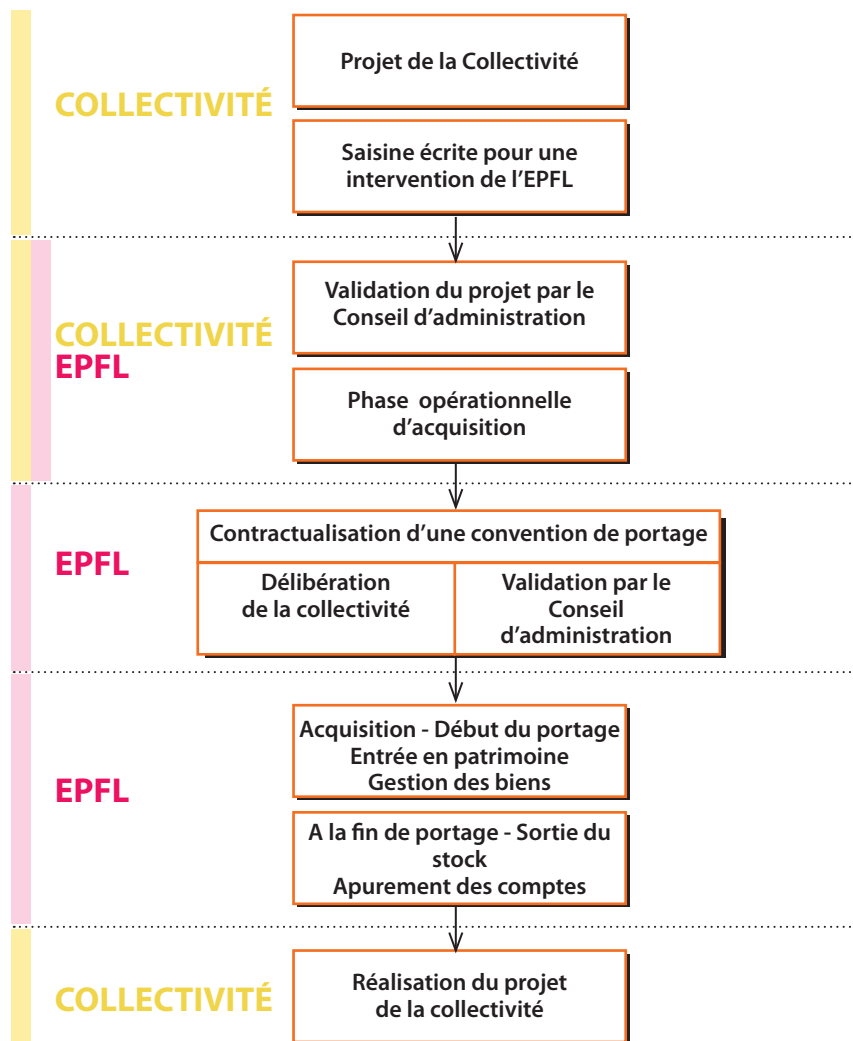 Projet de la Collectivité
COLLECTIVITÉ
Saisine écrite pour une
intervention de l'EPFL
Validation du projet par le
Conseil d'administration
COLLECTIVITÉ
EPFL
Phase opérationnelle
d'acquisition
Contractualisation d'une convention de portage
EPFL
Délibération
de la collectivité
Validation par le
Conseil
d'administration
Acquisition - Début du portage
Entrée en patrimoine
Gestion des biens
EPFL
A la fin de portage - Sortie du
stock
Apurement des comptes
COLLECTIVITÉ
Réalisation du projet
de la collectivité